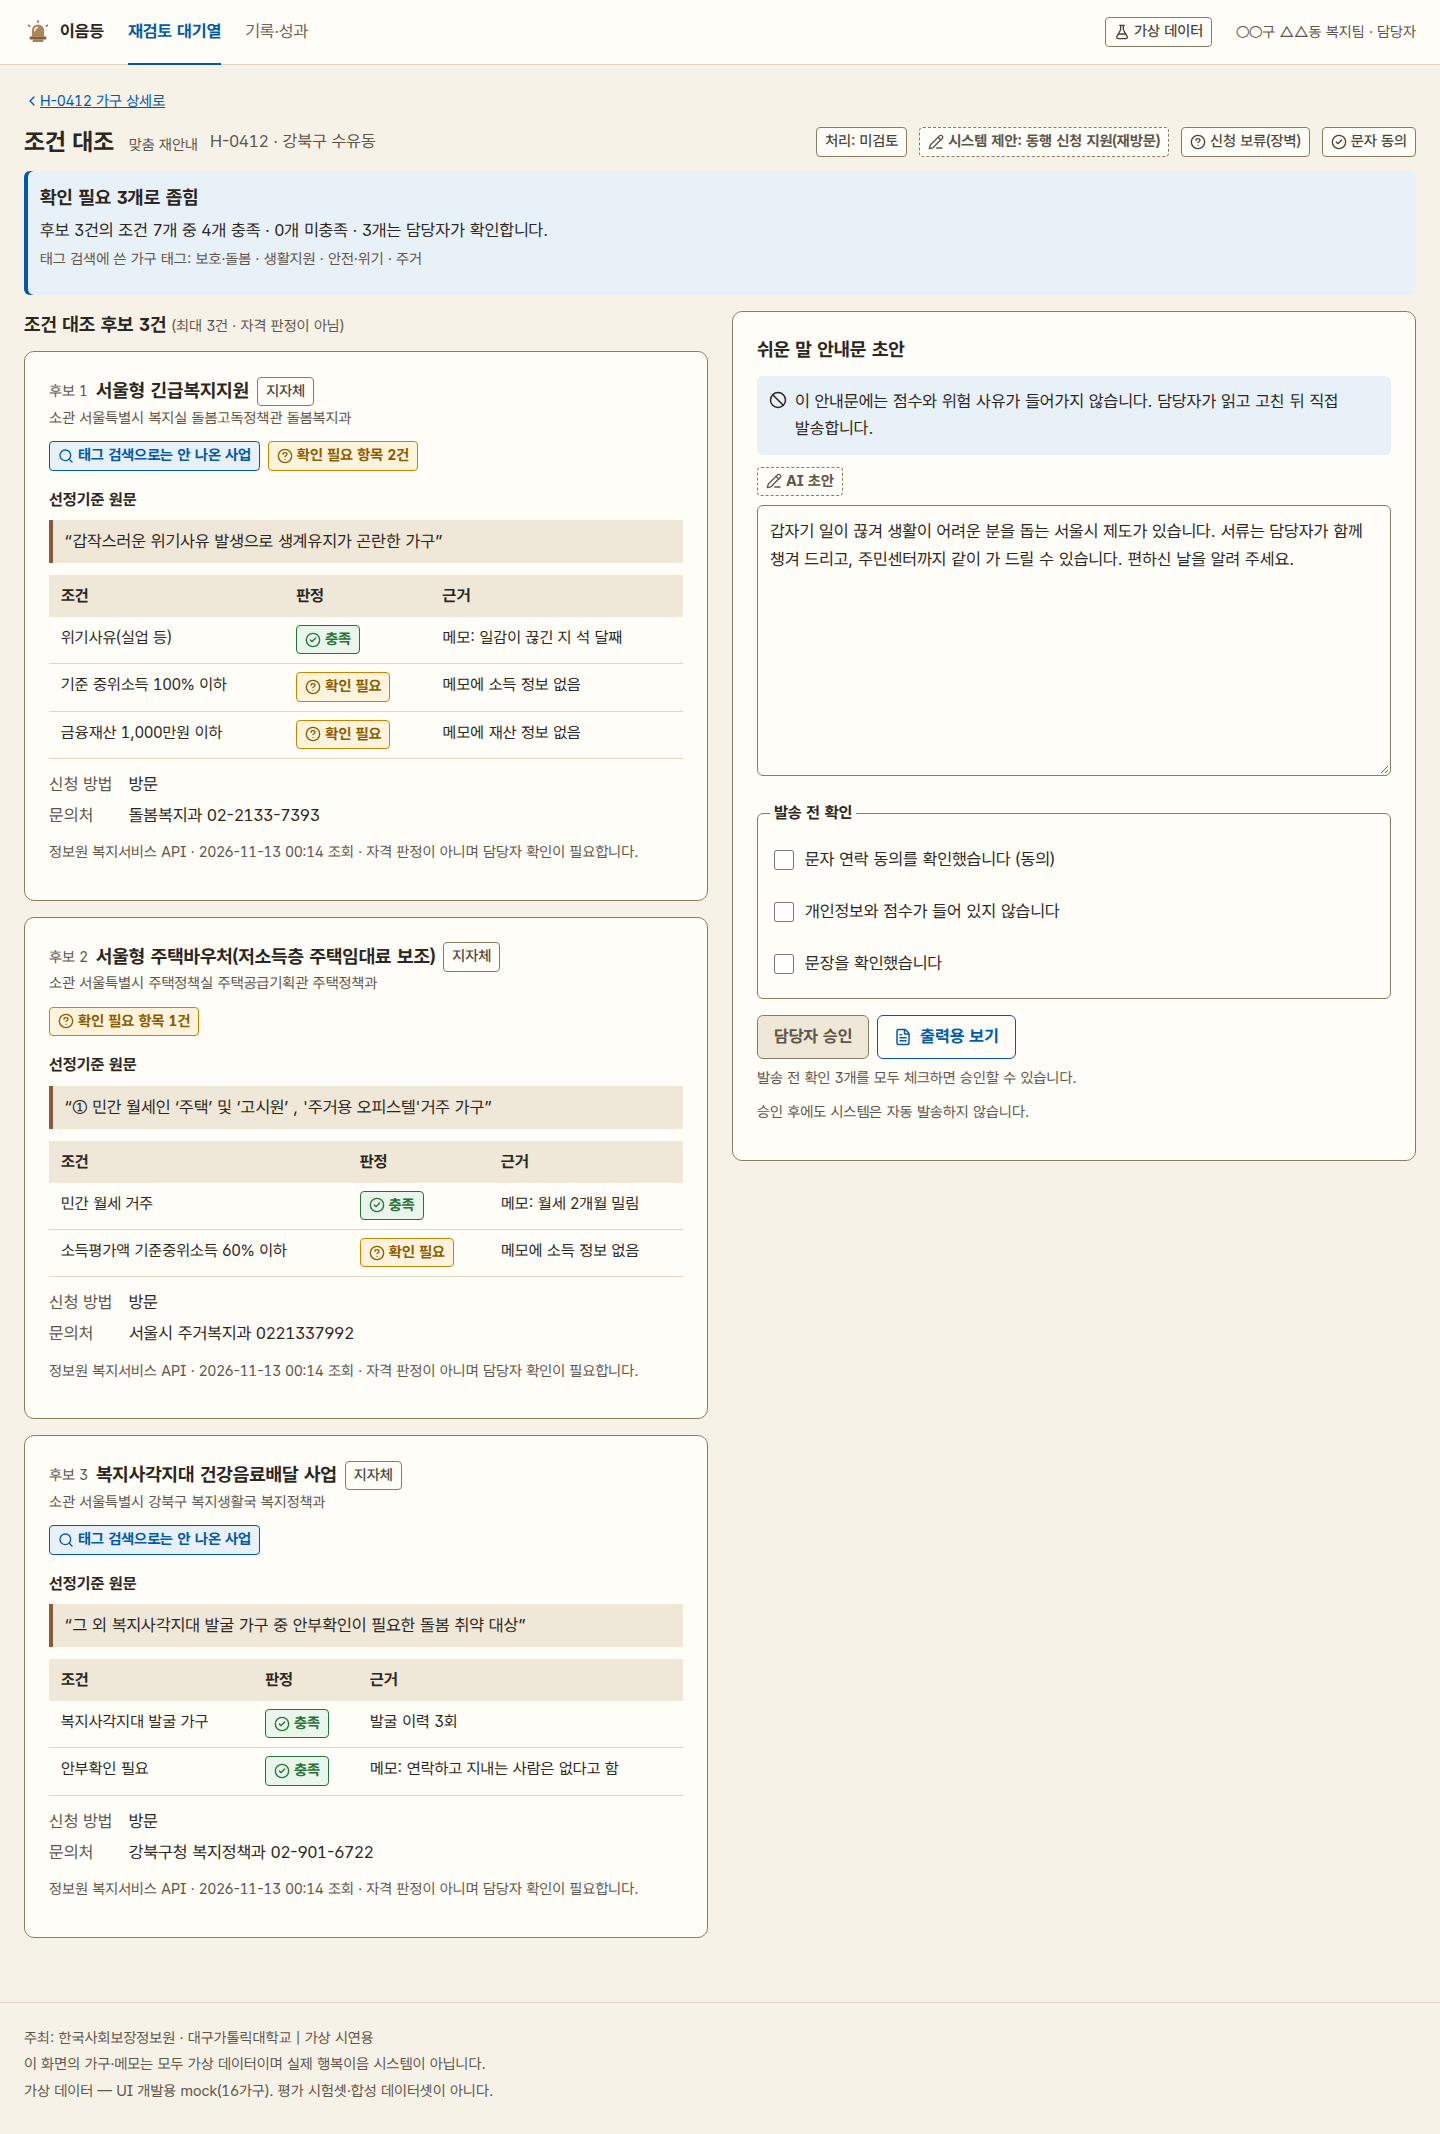 이음등 재검토 대기열 기록·성과 가상 데이터 ○○구 △△동 복지팀 · 담당자
H-0412 가구 상세로
조건 대조 맞춤 재안내 H-0412 · 강북구 수유동 처리: 미검토 시스템 제안: 동행 신청 지원(재방문) 신청 보류(장벽) 문자 동의
확인 필요 3개로 좁힘
후보 3건의 조건 7개 중 4개 충족 · 0개 미충족 · 3개는 담당자가 확인합니다.
태그 검색에 쓴 가구 태그: 보호·돌봄 · 생활지원 · 안전·위기 · 주거
조건 대조 후보 3건 (최대 3건 · 자격 판정이 아님)
후보 1 서울형 긴급복지지원 지자체
소관 서울특별시 복지실 돌봄고독정책관 돌봄복지과
태그 검색으로는 안 나온 사업 확인 필요 항목 2건
선정기준 원문
“갑작스러운 위기사유 발생으로 생계유지가 곤란한 가구”
조건 판정 근거
위기사유(실업 등) 충족 메모: 일감이 끊긴 지 석 달째
기준 중위소득 100% 이하 확인 필요 메모에 소득 정보 없음
금융재산 1,000만원 이하 확인 필요 메모에 재산 정보 없음
신청 방법 방문
문의처 돌봄복지과 02-2133-7393
정보원 복지서비스 API · 2026-11-13 00:14 조회 · 자격 판정이 아니며 담당자 확인이 필요합니다.
후보 2 서울형 주택바우처(저소득층 주택임대료 보조) 지자체
소관 서울특별시 주택정책실 주택공급기획관 주택정책과
확인 필요 항목 1건
선정기준 원문
“① 민간 월세인 ‘주택’ 및 ‘고시원’ , '주거용 오피스텔'거주 가구”
조건 판정 근거
민간 월세 거주 충족 메모: 월세 2개월 밀림
소득평가액 기준중위소득 60% 이하 확인 필요 메모에 소득 정보 없음
신청 방법 방문
문의처 서울시 주거복지과 0221337992
정보원 복지서비스 API · 2026-11-13 00:14 조회 · 자격 판정이 아니며 담당자 확인이 필요합니다.
후보 3 복지사각지대 건강음료배달 사업 지자체
소관 서울특별시 강북구 복지생활국 복지정책과
태그 검색으로는 안 나온 사업
선정기준 원문
“그 외 복지사각지대 발굴 가구 중 안부확인이 필요한 돌봄 취약 대상”
조건 판정 근거
복지사각지대 발굴 가구 충족 발굴 이력 3회
안부확인 필요 충족 메모: 연락하고 지내는 사람은 없다고 함
신청 방법 방문
문의처 강북구청 복지정책과 02-901-6722
정보원 복지서비스 API · 2026-11-13 00:14 조회 · 자격 판정이 아니며 담당자 확인이 필요합니다.
쉬운 말 안내문 초안
이 안내문에는 점수와 위험 사유가 들어가지 않습니다. 담당자가 읽고 고친 뒤 직접
발송합니다.
AI 초안
갑자기 일이 끊겨 생활이 어려운 분을 돕는 서울시 제도가 있습니다. 서류는 담당자가 함께
챙겨 드리고, 주민센터까지 같이 가 드릴 수 있습니다. 편하신 날을 알려 주세요.
발송 전 확인
문자 연락 동의를 확인했습니다 (동의)
개인정보와 점수가 들어 있지 않습니다
문장을 확인했습니다
담당자 승인 출력용 보기
발송 전 확인 3개를 모두 체크하면 승인할 수 있습니다.
승인 후에도 시스템은 자동 발송하지 않습니다.
주최: 한국사회보장정보원 · 대구가톨릭대학교 | 가상 시연용
이 화면의 가구·메모는 모두 가상 데이터이며 실제 행복이음 시스템이 아닙니다.
가상 데이터 — UI 개발용 mock(16가구). 평가 시험셋·합성 데이터셋이 아니다.